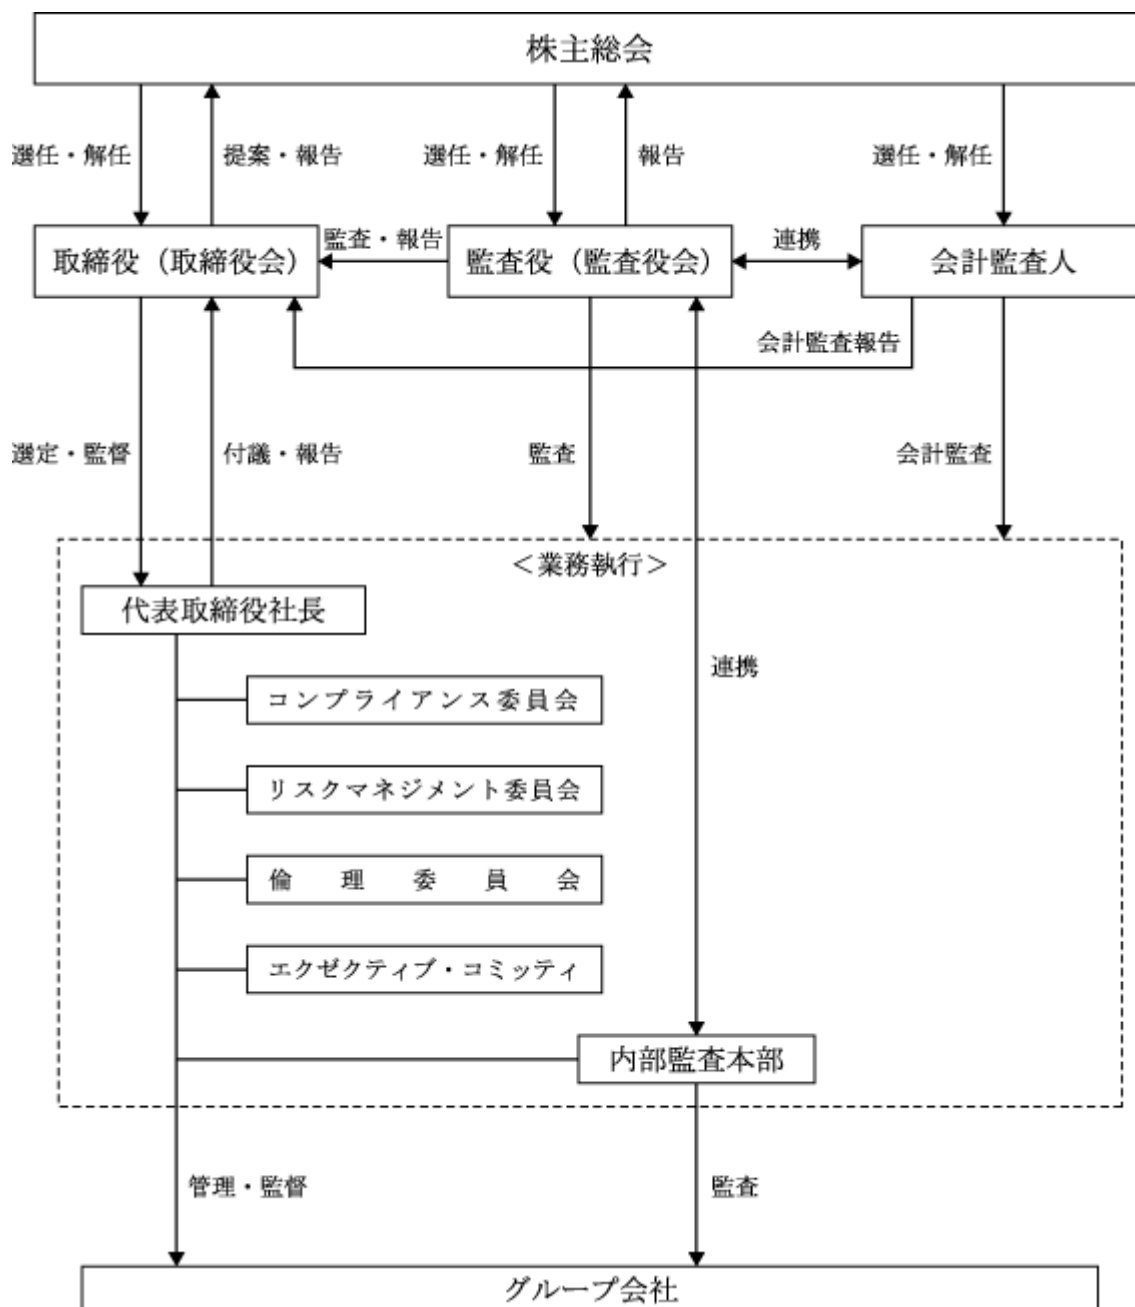 株主総会
選任・解任
提案・報告
選任・解任
報告
選任・解任
取締役（取締役会）
監査・報告
監査役（監査役会）
連携
会計監査人
会計監査報告
選定・監督
付議・報告
監査
会計監査
＜業務執行＞
代表取締役社長
連携
コンプライアンス委員会
リスクマネジメント委員会
倫理委員会
エクゼクティブ・コミッティ
内部監査本部
管理・監督
監査
グループ会社